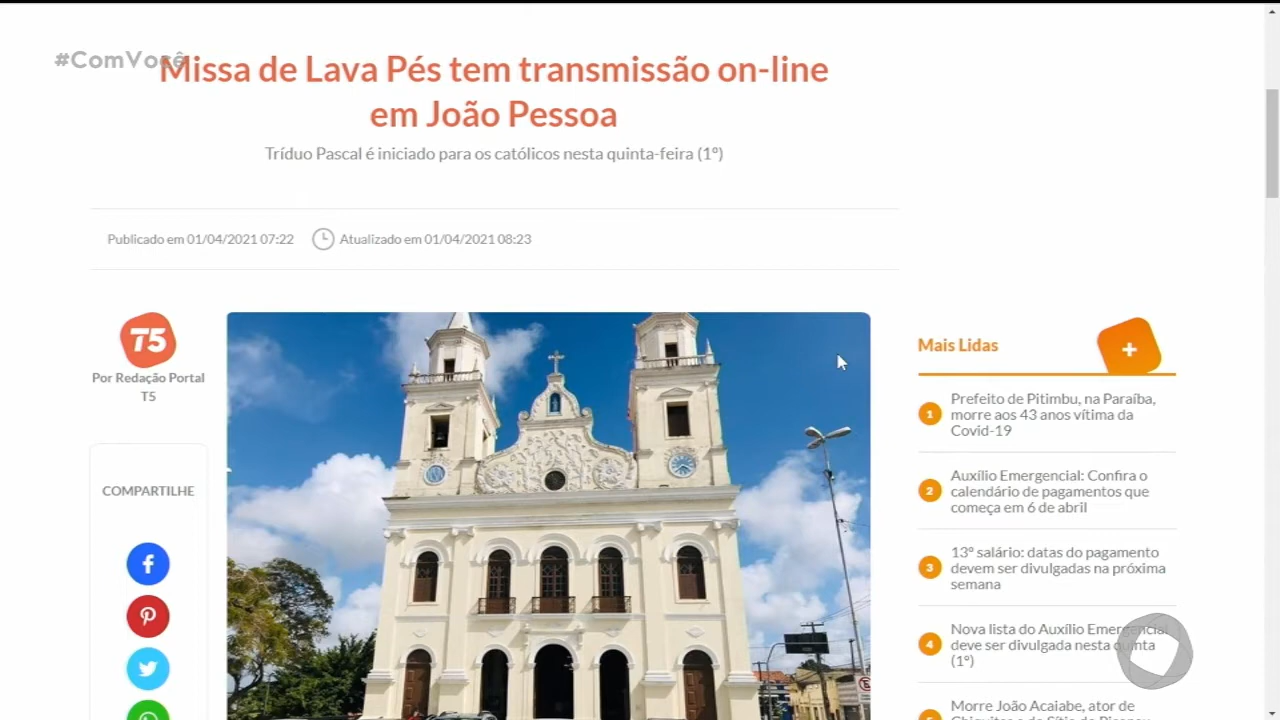 #ComVocê
Missa de Lava Pés tem transmissão on-line
em João Pessoa
Tríduo Pascal é iniciado para os católicos nesta quinta-feira (1º)
Publicado em 01/04/2021 07:22
Atualizado em 01/04/2021 08:23
T5
Por Redação Portal
T5
COMPARTILHE
Mais Lidas
+
1
Prefeito de Pitimbu, na Paraíba,
morre aos 43 anos vítima da
Covid-19
2
Auxílio Emergencial: Confira o
calendário de pagamentos que
começa em 6 de abril
3
13º salário: datas do pagamento
devem ser divulgadas na próxima
semana
4
Nova lista do Auxílio Emergencial
deve ser divulgada nesta quinta
(1º)
Morre João Acaiabe, ator de